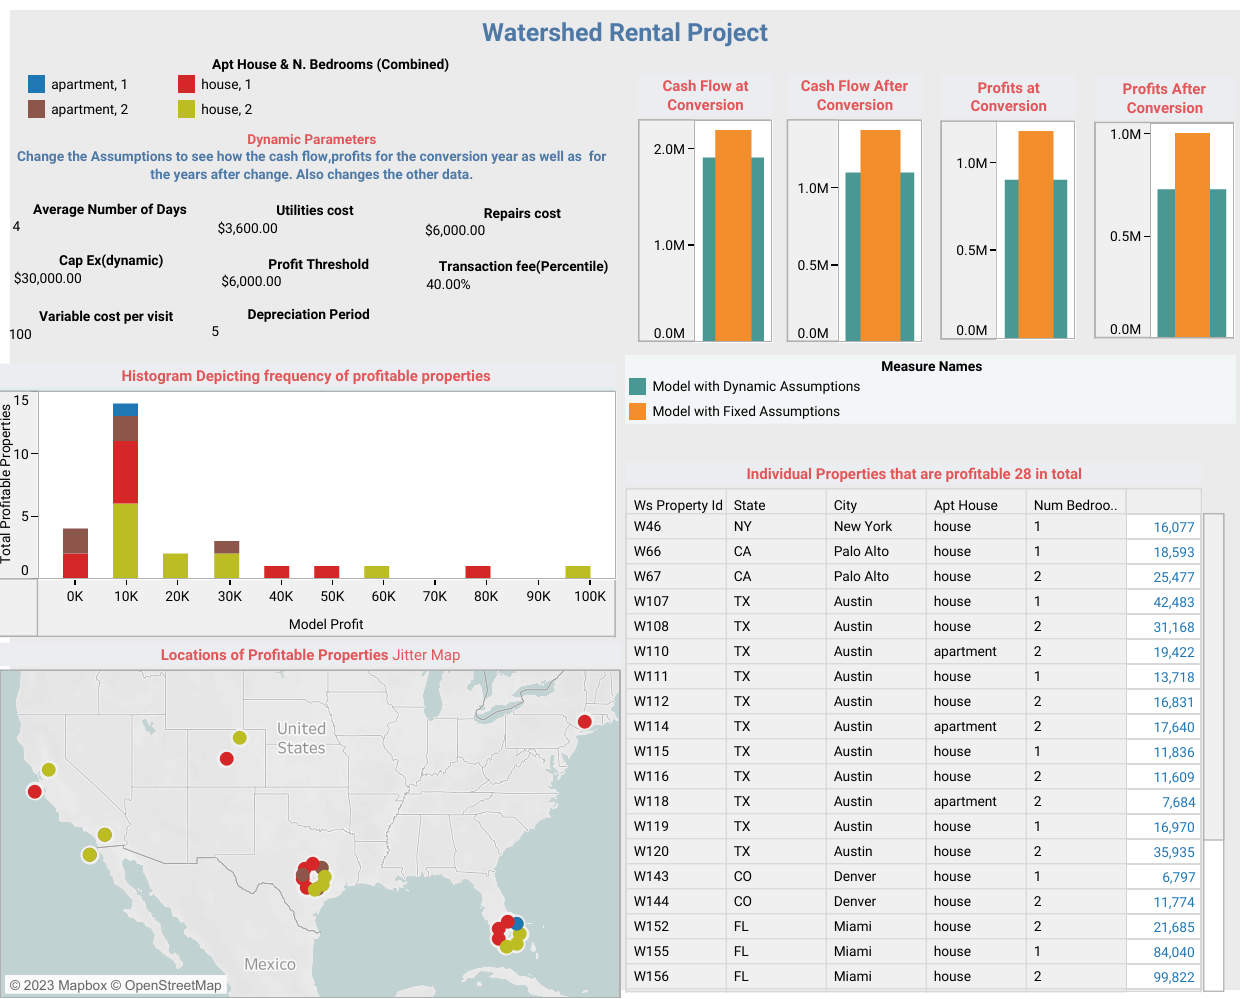 Watershed Rental Project
Apt House & N. Bedrooms (Combined)
apartment, 1
house, 1
apartment, 2
house, 2
Dynamic Parameters
Change the Assumptions to see how the cash flow,profits for the conversion year as well as for
the years after change. Also changes the other data.
Average Number of Days
4
Utilities cost
$3,600.00
Repairs cost
$6,000.00
Cap Ex(dynamic)
$30,000.00
Profit Threshold
$6,000.00
Transaction fee(Percentile)
40.00%
Variable cost per visit
100
Depreciation Period
5
Cash Flow at
Conversion
2.0M
1.0M
0.0M
Cash Flow After
Conversion
1.0M
0.5M
0.0M
Profits at
Conversion
1.0M
0.5M
0.0M
Profits After
Conversion
1.0M
0.5M
0.0M
Measure Names
Model with Dynamic Assumptions
Model with Fixed Assumptions
Histogram Depicting frequency of profitable properties
Total Profitable Properties
15
10
5
0
0K 10K 20K 30K 40K 50K 60K 70K 80K 90K 100K
Model Profit
Locations of Profitable Properties Jitter Map
United
States
Mexico
© 2023 Mapbox © OpenStreetMap
Individual Properties that are profitable 28 in total
Ws Property Id State City Apt House Num Bedroo..
W46 NY New York house 1 16,077
W66 CA Palo Alto house 1 18,593
W67 CA Palo Alto house 2 25,477
W107 TX Austin house 1 42,483
W108 TX Austin house 2 31,168
W110 TX Austin apartment 2 19,422
W111 TX Austin house 1 13,718
W112 TX Austin house 2 16,831
W114 TX Austin apartment 2 17,640
W115 TX Austin house 1 11,836
W116 TX Austin house 2 11,609
W118 TX Austin apartment 2 7,684
W119 TX Austin house 1 16,970
W120 TX Austin house 2 35,935
W143 CO Denver house 1 6,797
W144 CO Denver house 2 11,774
W152 FL Miami house 2 21,685
W155 FL Miami house 1 84,040
W156 FL Miami house 2 99,822